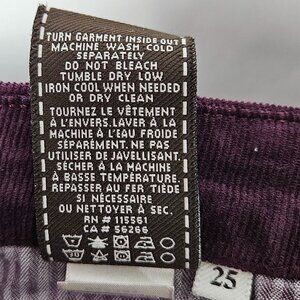 TURN GARMENT INSIDE OUT
MACHINE WASH COLD
SEPARATELY
DO NOT BLEACH
TUMBLE DRY LOW
IRON COOL WHEN NEEDED
OR DRY CLEAN
TOURNEZ LE VÊTEMENT
À L'ENVERS.LAVER À LA
MACHINE À L'EAU FROIDE
SÉPARÉMENT. NE PAS
UTILISER DE JAVELLISANT.
SÉCHER DE LA MACHINE
À BASSE TEMPÉRATURE.
REPASSER AU FER TIÈDE
SI NÉCESSAIRE
OU NETTOYER À SEC.
RN # 115561
CA # 56266
25